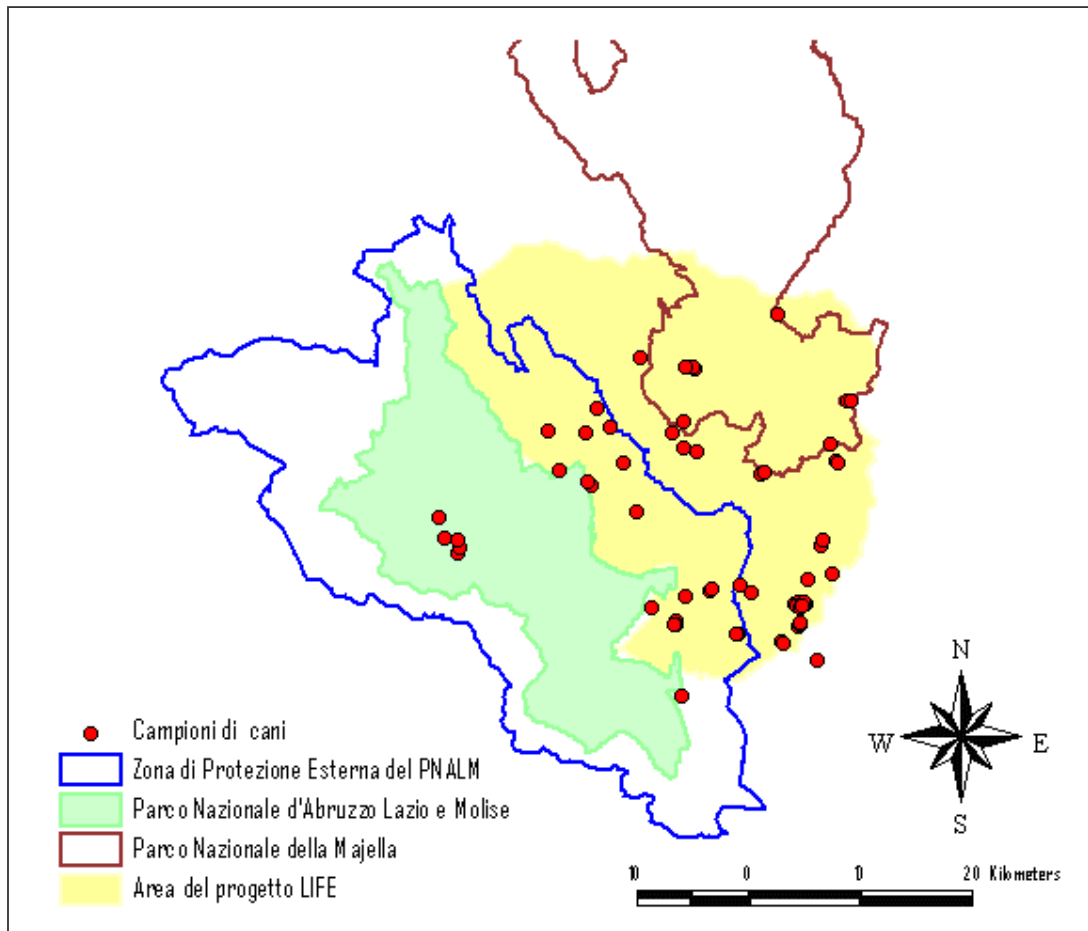 Campioni di cani
Zona di Protezione Esterna del PNALM
Parco Nazionale d'Abruzzo Lazio e Molise
Parco Nazionale della Majella
Area del progetto LIFE
N
W E
S
10 0 10 20 Kilometers